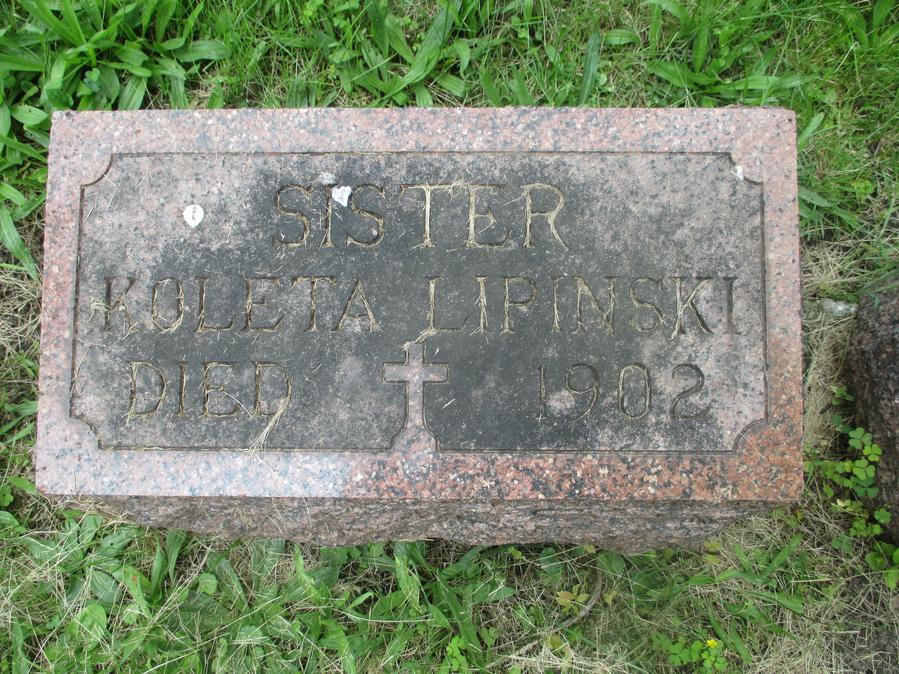 SISTER
KOLETA LIPINSKI
DIED 1902